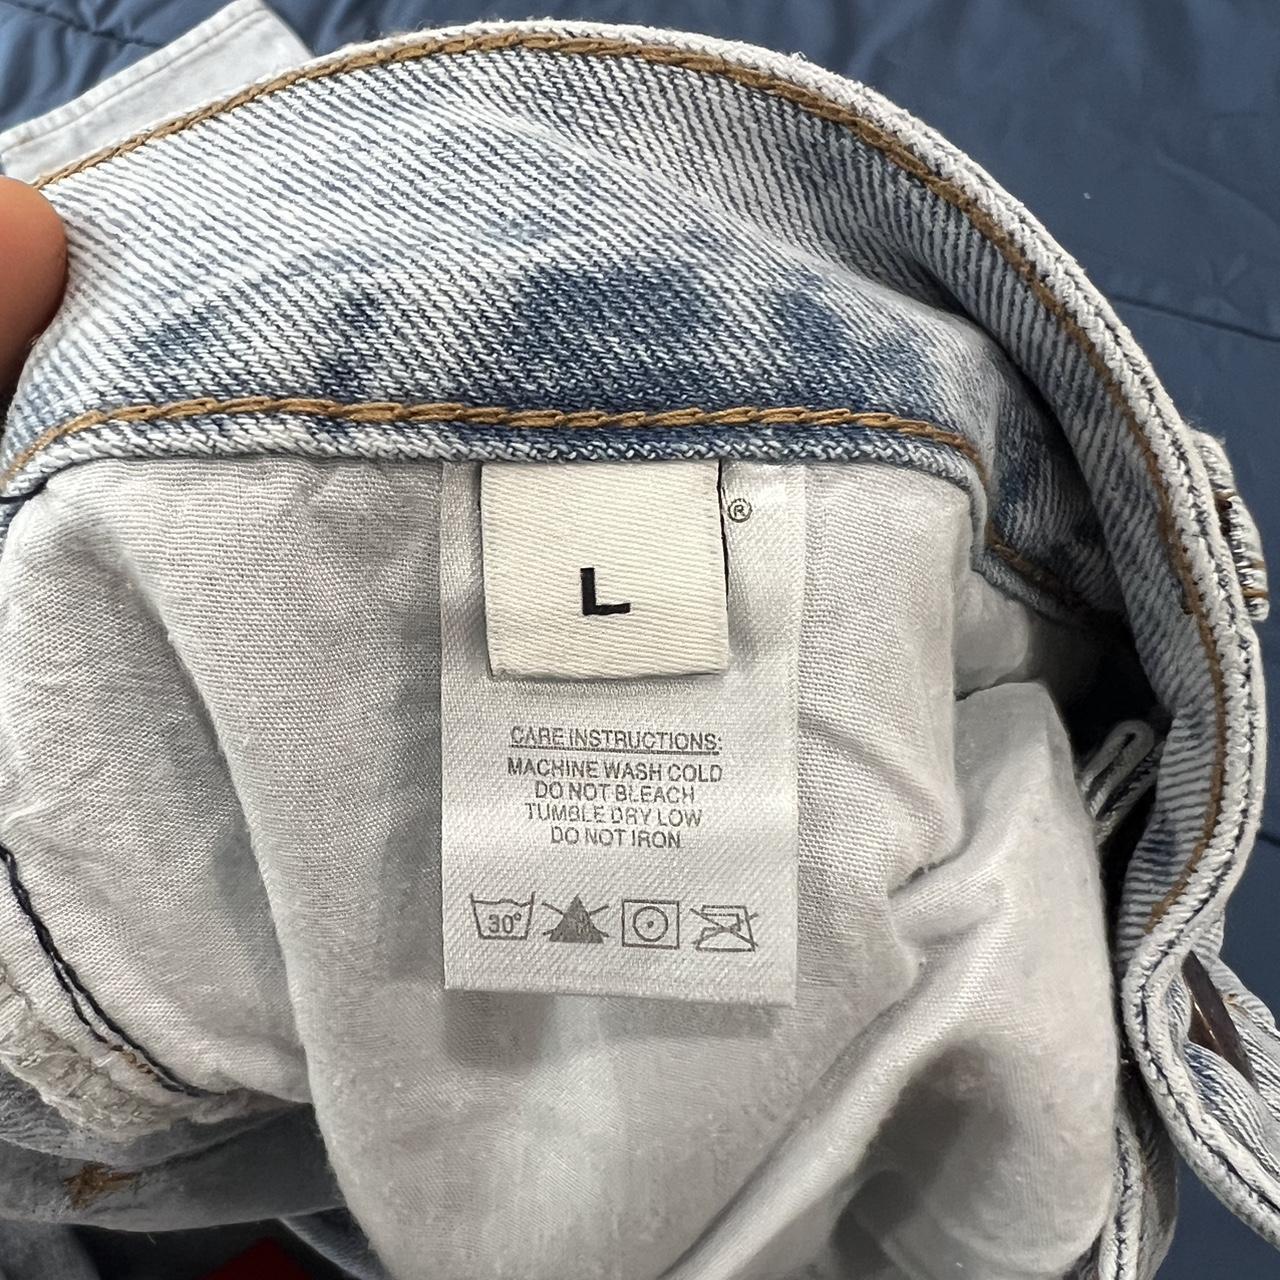 ®
L
CARE INSTRUCTIONS:
MACHINE WASH COLD
DO NOT BLEACH
TUMBLE DRY LOW
DO NOT IRON
30°